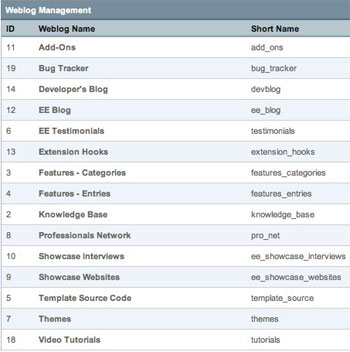 Weblog Management
ID Weblog Name Short Name
11 Add-Ons add_ons
19 Bug Tracker bug_tracker
14 Developer's Blog devblog
12 EE Blog ee_blog
6 EE Testimonials testimonials
13 Extension Hooks extension_hooks
3 Features - Categories features_categories
4 Features - Entries features_entries
2 Knowledge Base knowledge_base
8 Professionals Network pro_net
10 Showcase Interviews ee_showcase_interviews
9 Showcase Websites ee_showcase_websites
5 Template Source Code template_source
7 Themes themes
18 Video Tutorials tutorials